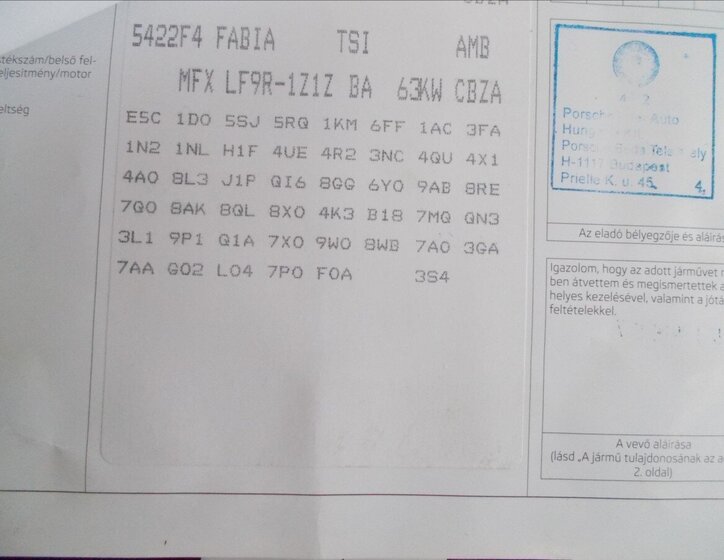 5422F4 FABIA TSI AMB
MFX LF9R-1Z1Z BA 63KW CBZA
E5C 1D0 5SJ 5RQ 1KM 6FF 1AC 3FA
1N2 1NL H1F 4UE 4R2 3NC 4QU 4X1
4A0 8L3 J1P QI6 8GG 6Y0 9AB 8RE
7G0 8AK 8QL 8X0 4K3 B18 7MQ QN3
3L1 9P1 Q1A 7X0 9W0 8WB 7A0 3GA
7AA G02 L04 7P0 F0A 3S4
tékszám/belső fel-
eljesítmény/motor
eltség
Auto
H-1117 Budapest
Prielle K. u. 45. 4.
Az eladó bélyegzője és aláírás
Igazolom, hogy az adott járművet
ben átvettem és megismertettek a
helyes kezelésével, valamint a jótá
feltételekkel.
A vevő aláírása
(lásd „A jármű tulajdonosának az a
2. oldal)